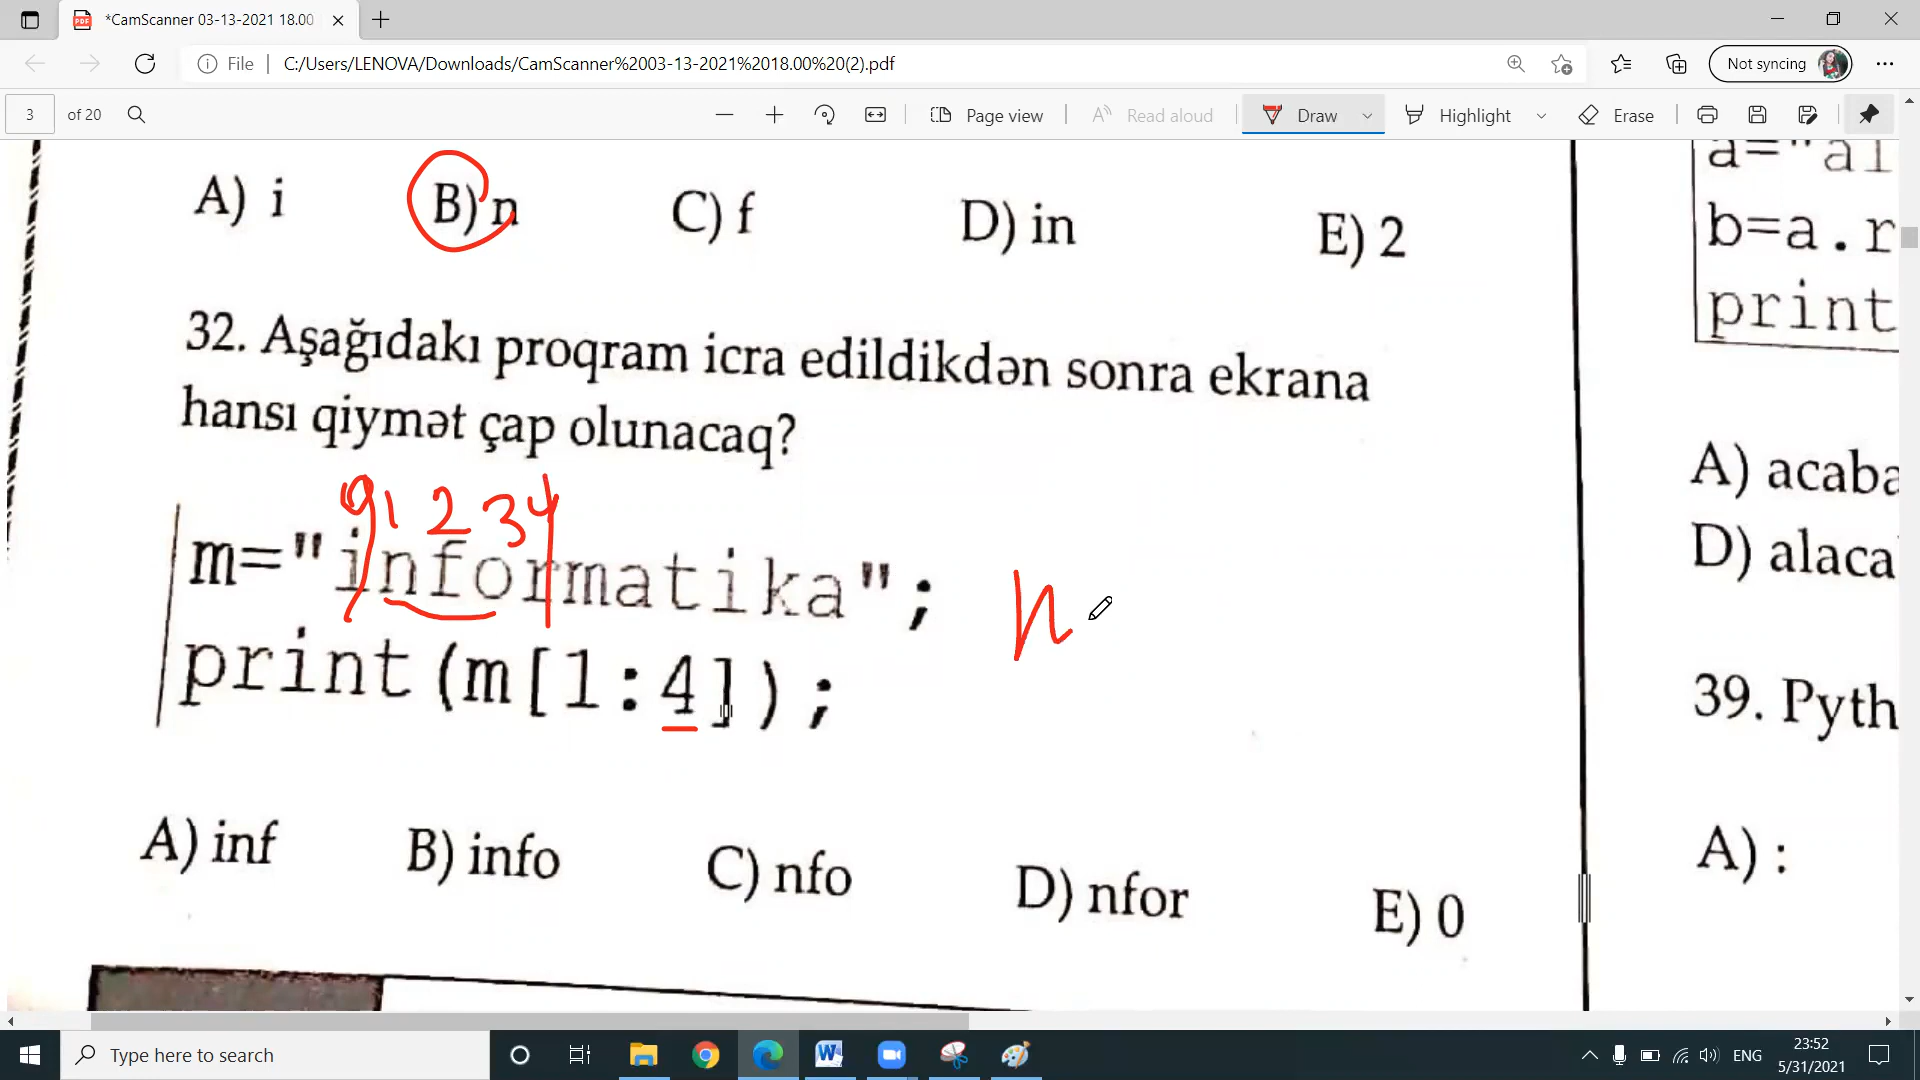 *CamScanner 03-13-2021 18.00
File
C:/Users/LENOVA/Downloads/CamScanner%2003-13-2021%2018.00%20(2).pdf
Not syncing
3 of 20
Page view
Read aloud
Draw
Highlight
Erase
A) i B) n C) f D) in E) 2
32. Aşağıdakı proqram icra edildikdən sonra ekrana
hansı qiymət çap olunacaq?
0 1 2 3 4
m="informatika";
n
print(m[1:4]);
A) inf B) info C) nfo D) nfor E) 0
a="al
b=a.r
print
A) acaba
D) alaca
39. Pyth
A) :
Type here to search
ENG
23:52
5/31/2021